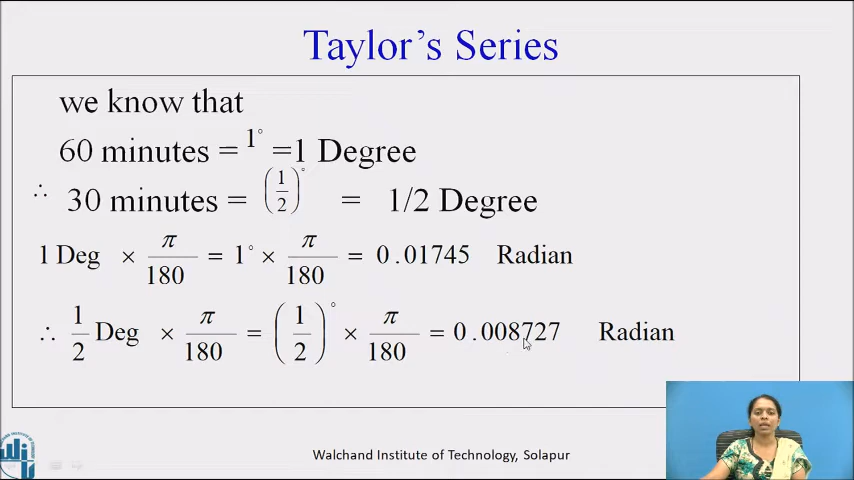 Taylor's Series
we know that
60 minutes = 1° =1 Degree
∴ 30 minutes = (1/2)° = 1/2 Degree
1 Deg × π/180 = 1° × π/180 = 0.01745 Radian
∴ 1/2 Deg × π/180 = (1/2)° × π/180 = 0.008727 Radian
Walchand Institute of Technology, Solapur